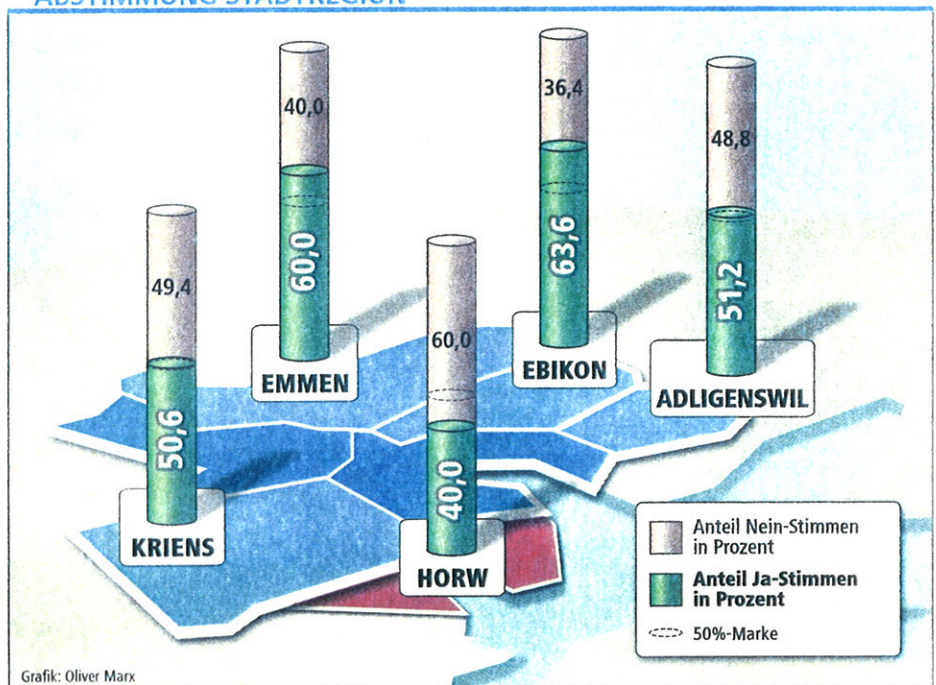 ABSTIMMUNG STADTREGION
40,0
60,0
EMMEN
36,4
63,6
EBIKON
48,8
51,2
ADLIGENSWIL
49,4
50,6
KRIENS
60,0
40,0
HORW
Anteil Nein-Stimmen
in Prozent
Anteil Ja-Stimmen
in Prozent
50%-Marke
Grafik: Oliver Marx